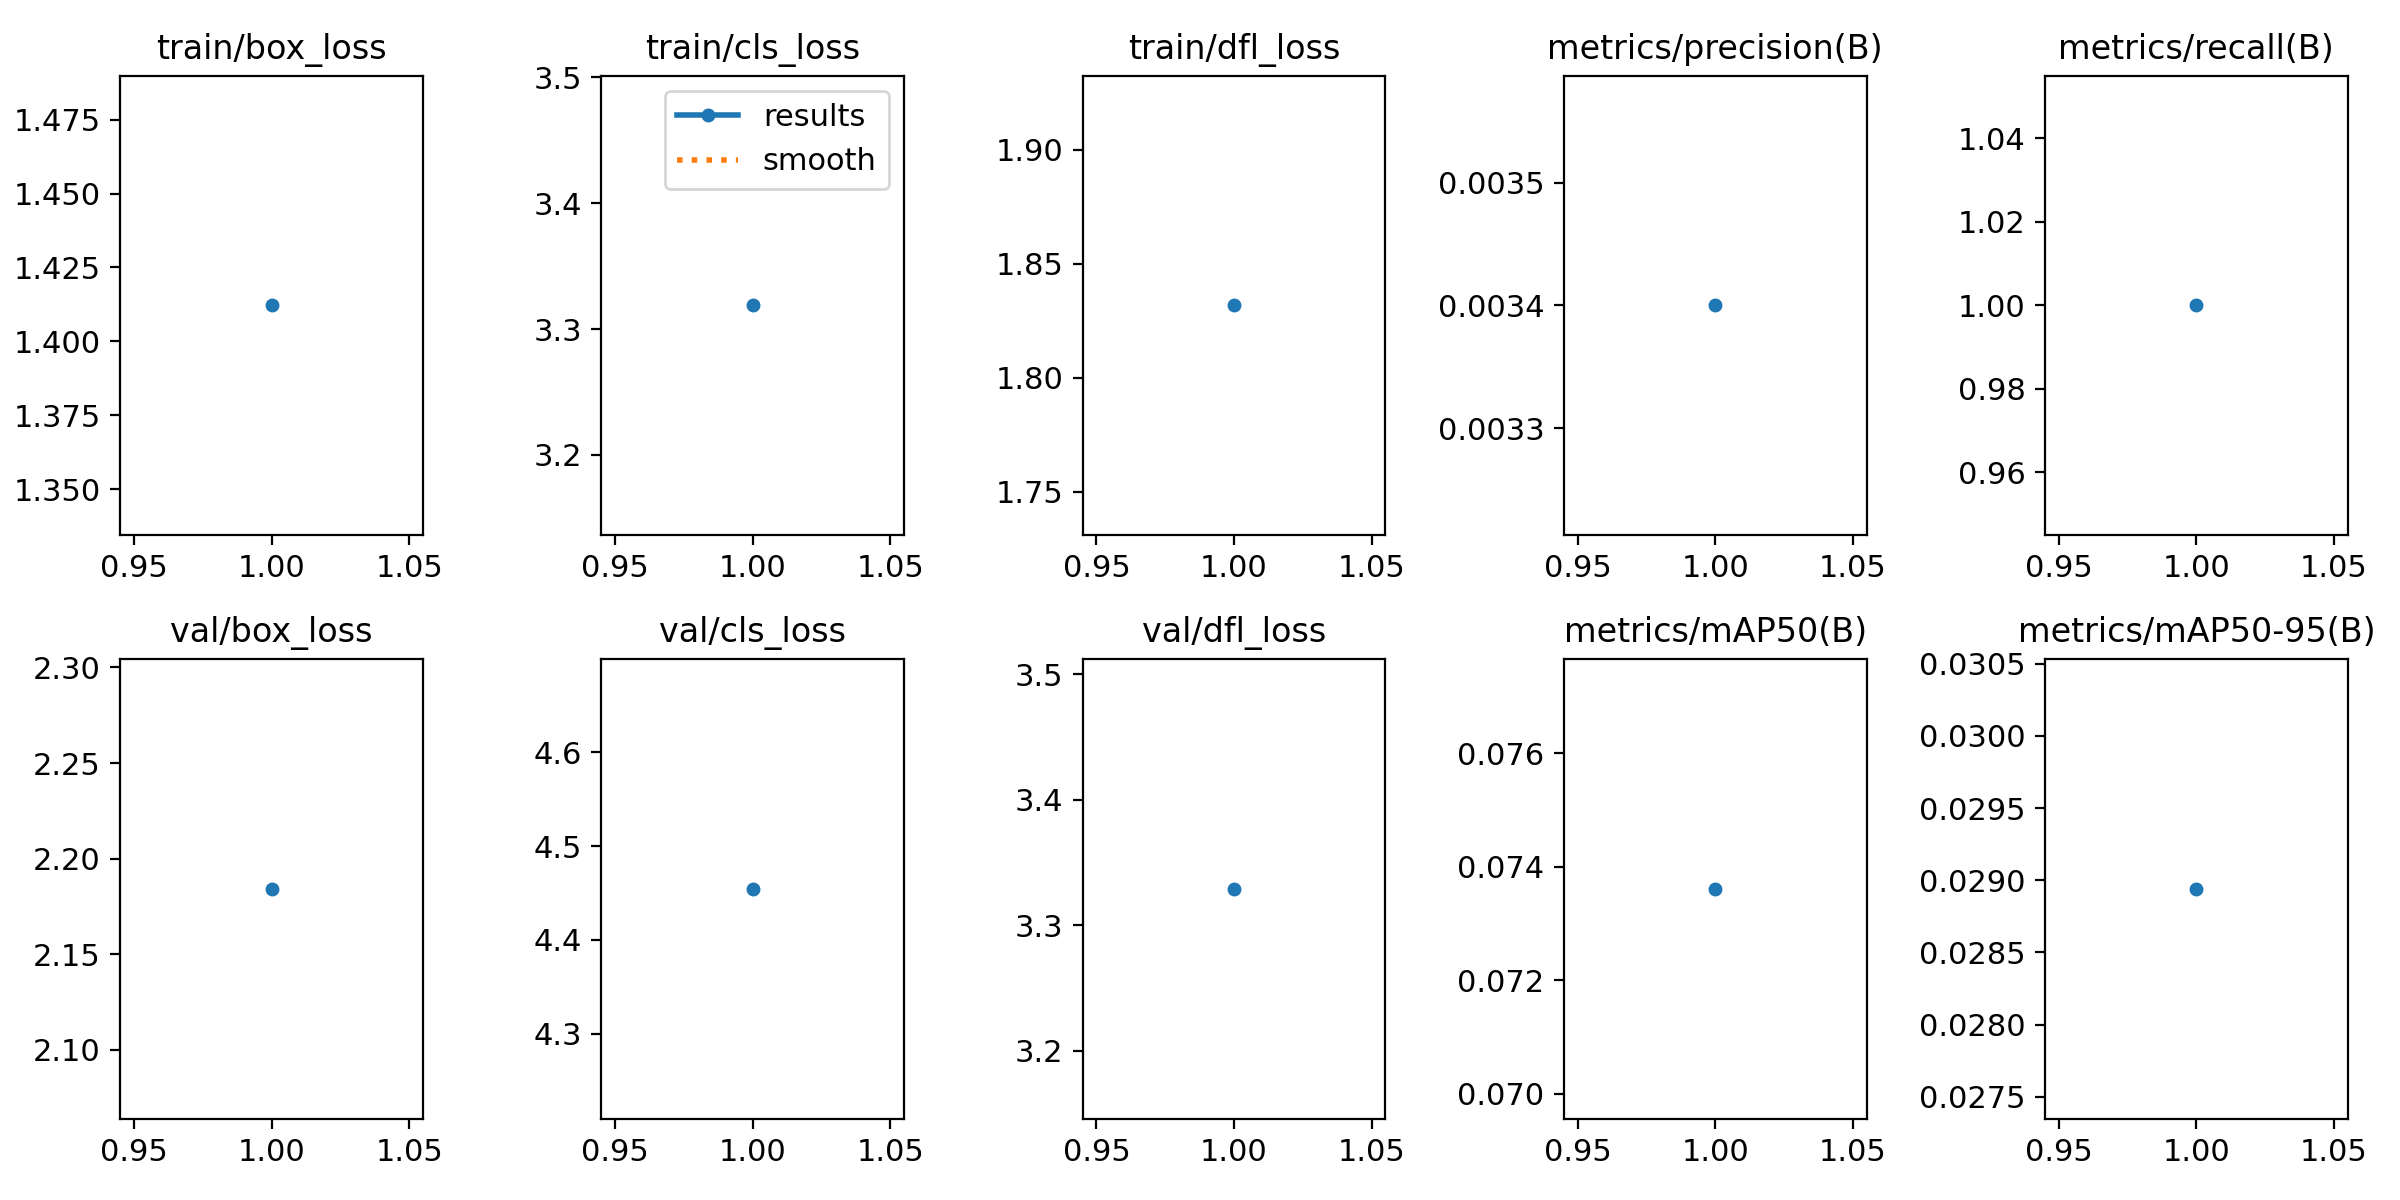 train/box_loss
1.475
1.450
1.425
1.400
1.375
1.350
0.95 1.00 1.05
train/cls_loss
3.5
3.4
3.3
3.2
results
smooth
0.95 1.00 1.05
train/dfl_loss
1.90
1.85
1.80
1.75
0.95 1.00 1.05
metrics/precision(B)
0.0035
0.0034
0.0033
0.95 1.00 1.05
metrics/recall(B)
1.04
1.02
1.00
0.98
0.96
0.95 1.00 1.05
val/box_loss
2.30
2.25
2.20
2.15
2.10
0.95 1.00 1.05
val/cls_loss
4.6
4.5
4.4
4.3
0.95 1.00 1.05
val/dfl_loss
3.5
3.4
3.3
3.2
0.95 1.00 1.05
metrics/mAP50(B)
0.076
0.074
0.072
0.070
0.95 1.00 1.05
metrics/mAP50-95(B)
0.0305
0.0300
0.0295
0.0290
0.0285
0.0280
0.0275
0.95 1.00 1.05